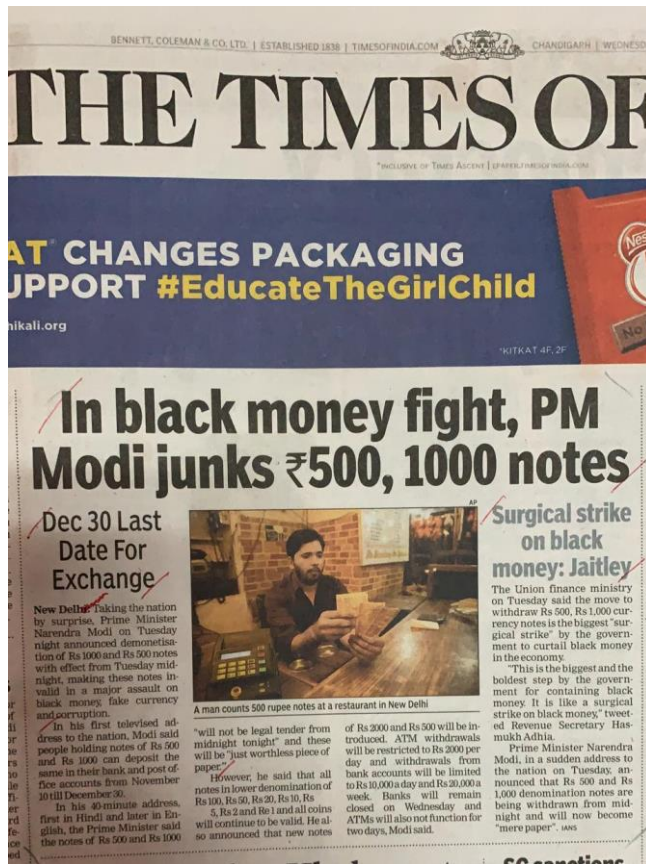 BENNETT, COLEMAN & CO. LTD. | ESTABLISHED 1838 | TIMESOFINDIA.COM
CHANDIGARH | WEDNESD
THE TIMES OF
*INCLUSIVE OF TIMES ASCENT | EPAPER.TIMESOFINDIA.COM
AT CHANGES PACKAGING
UPPORT #EducateTheGirlChild
hikali.org
*KITKAT 4F, 2F
Nes
No
In black money fight, PM
Modi junks ₹500, 1000 notes
Dec 30 Last
Date For
Exchange
New Delhi: Taking the nation
by surprise, Prime Minister
Narendra Modi on Tuesday
night announced demonetisa-
tion of Rs 1000 and Rs 500 notes
with effect from Tuesday mid-
night, making these notes in-
valid in a major assault on
black money, fake currency
and corruption.
In his first televised ad-
dress to the nation, Modi said
people holding notes of Rs 500
and Rs 1000 can deposit the
same in their bank and post of-
fice accounts from November
10 till December 30.
In his 40-minute address,
first in Hindi and later in En-
glish, the Prime Minister said
the notes of Rs 500 and Rs 1000
AP
A man counts 500 rupee notes at a restaurant in New Delhi
"will not be legal tender from
midnight tonight" and these
will be "just worthless piece of
paper."
However, he said that all
notes in lower denomination of
Rs 100, Rs 50, Rs 20, Rs 10, Rs
5, Rs 2 and Re 1 and all coins
will continue to be valid. He al-
so announced that new notes
of Rs 2000 and Rs 500 will be in-
troduced. ATM withdrawals
will be restricted to Rs 2000 per
day and withdrawals from
bank accounts will be limited
to Rs 10,000 a day and Rs 20,000 a
week. Banks will remain
closed on Wednesday and
ATMs will also not function for
two days, Modi said.
Surgical strike
on black
money: Jaitley
The Union finance ministry
on Tuesday said the move to
withdraw Rs 500, Rs 1,000 cur-
rency notes is the biggest "sur-
gical strike" by the govern-
ment to curtail black money
in the economy.
"This is the biggest and the
boldest step by the govern-
ment for containing black
money. It is like a surgical
strike on black money," tweet-
ed Revenue Secretary Has-
mukh Adhia.
Prime Minister Narendra
Modi, in a sudden address to
the nation on Tuesday, an-
nounced that Rs 500 and Rs
1,000 denomination notes are
being withdrawn from mid-
night and will now become
"mere paper". IANS